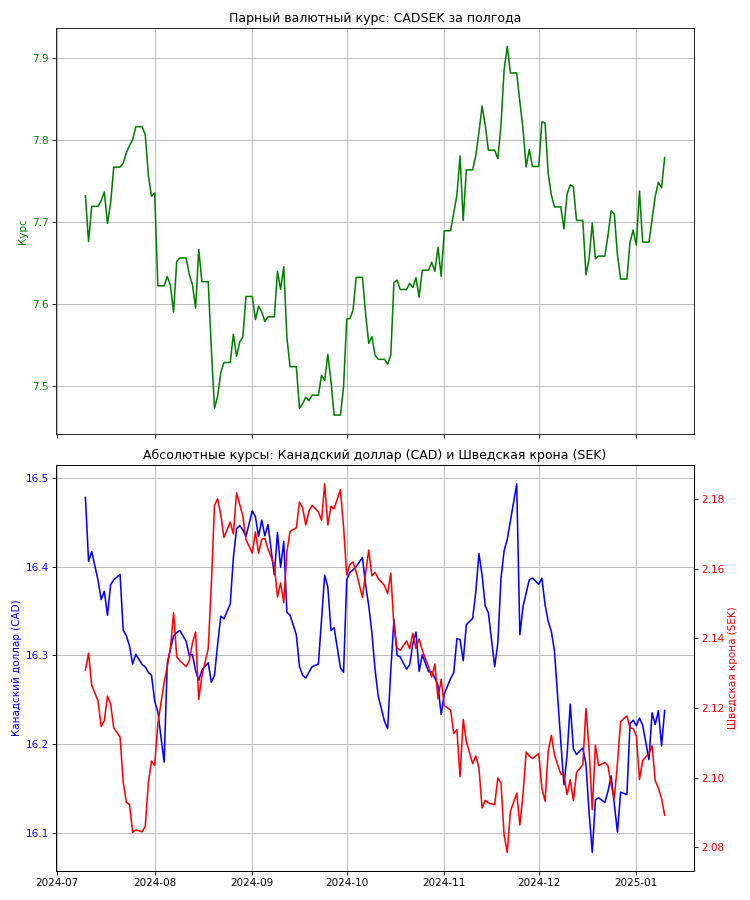 Парный валютный курс: CADSEK за полгода
7.9
7.8
7.7
7.6
7.5
Курс
Абсолютные курсы: Канадский доллар (CAD) и Шведская крона (SEK)
16.5
16.4
16.3
16.2
16.1
Канадский доллар (CAD)
2.18
2.16
2.14
2.12
2.10
2.08
Шведская крона (SEK)
2024-07 2024-08 2024-09 2024-10 2024-11 2024-12 2025-01